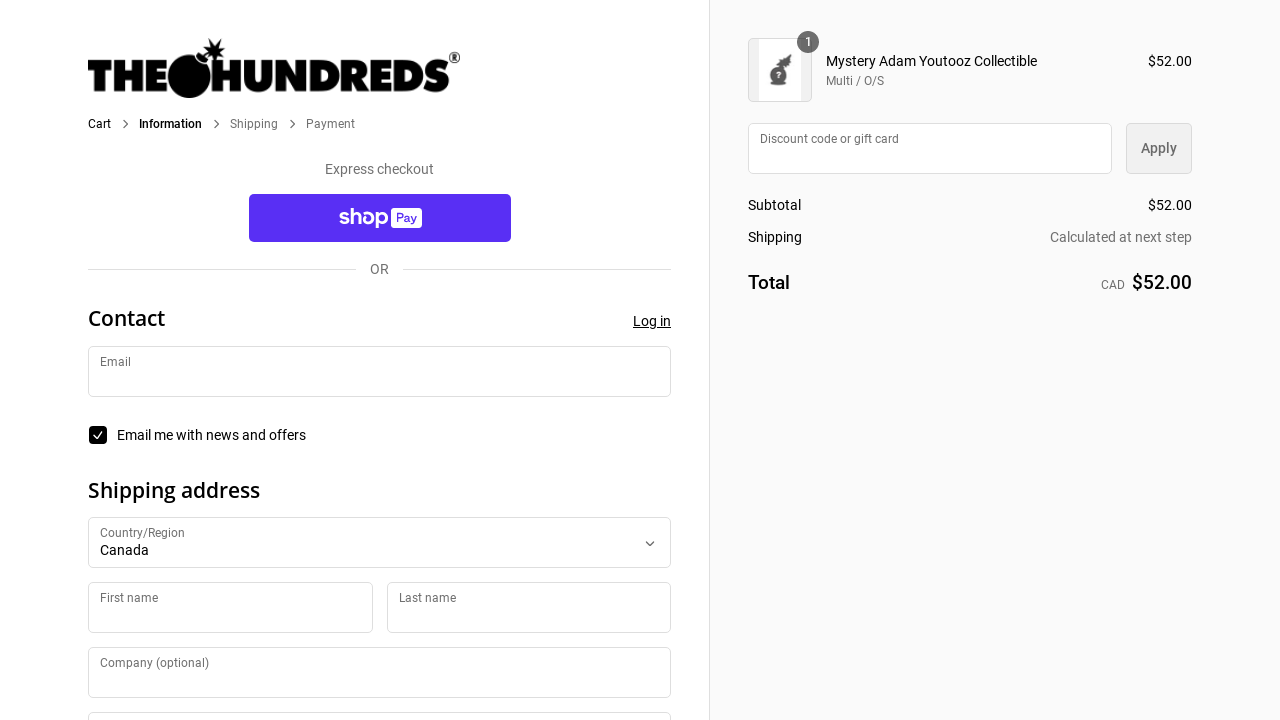 THE HUNDREDS®
Cart > Information > Shipping > Payment
Express checkout
shop Pay
OR
Contact
Log in
Email
Email me with news and offers
Shipping address
Country/Region
Canada
First name
Last name
Company (optional)
1
?
Mystery Adam Youtooz Collectible
$52.00
Multi / O/S
Discount code or gift card
Apply
Subtotal
$52.00
Shipping
Calculated at next step
Total
CAD $52.00